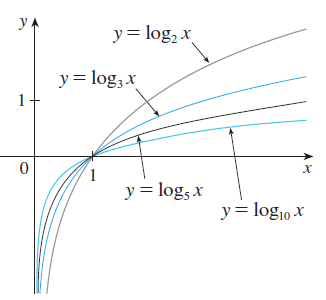 y
y = log₂ x
y = log₃ x
1
0
1
x
y = log₅ x
y = log₁₀ x